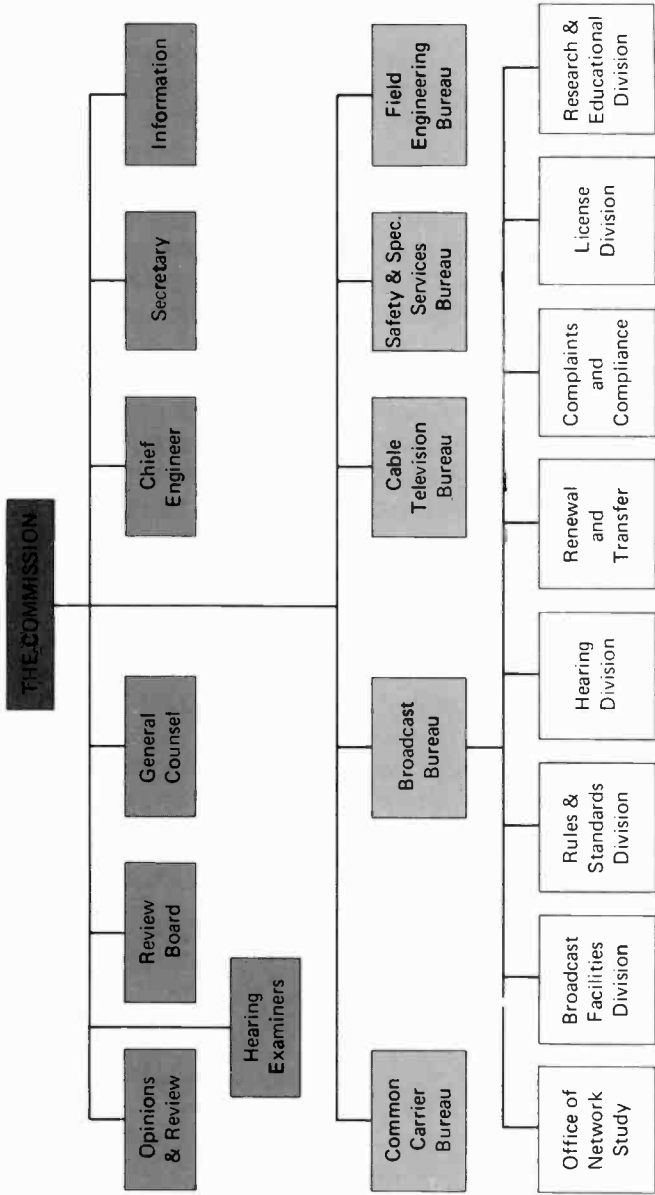 THE COMMISSION
Opinions
& Review
Review
Board
General
Counsel
Chief
Engineer
Secretary
Information
Hearing
Examiners
Common
Carrier
Bureau
Broadcast
Bureau
Cable
Television
Bureau
Safety & Spec.
Services
Bureau
Field
Engineering
Bureau
Office of
Network
Study
Broadcast
Facilities
Division
Rules &
Standards
Division
Hearing
Division
Renewal
and
Transfer
Complaints
and
Compliance
License
Division
Research &
Educational
Division